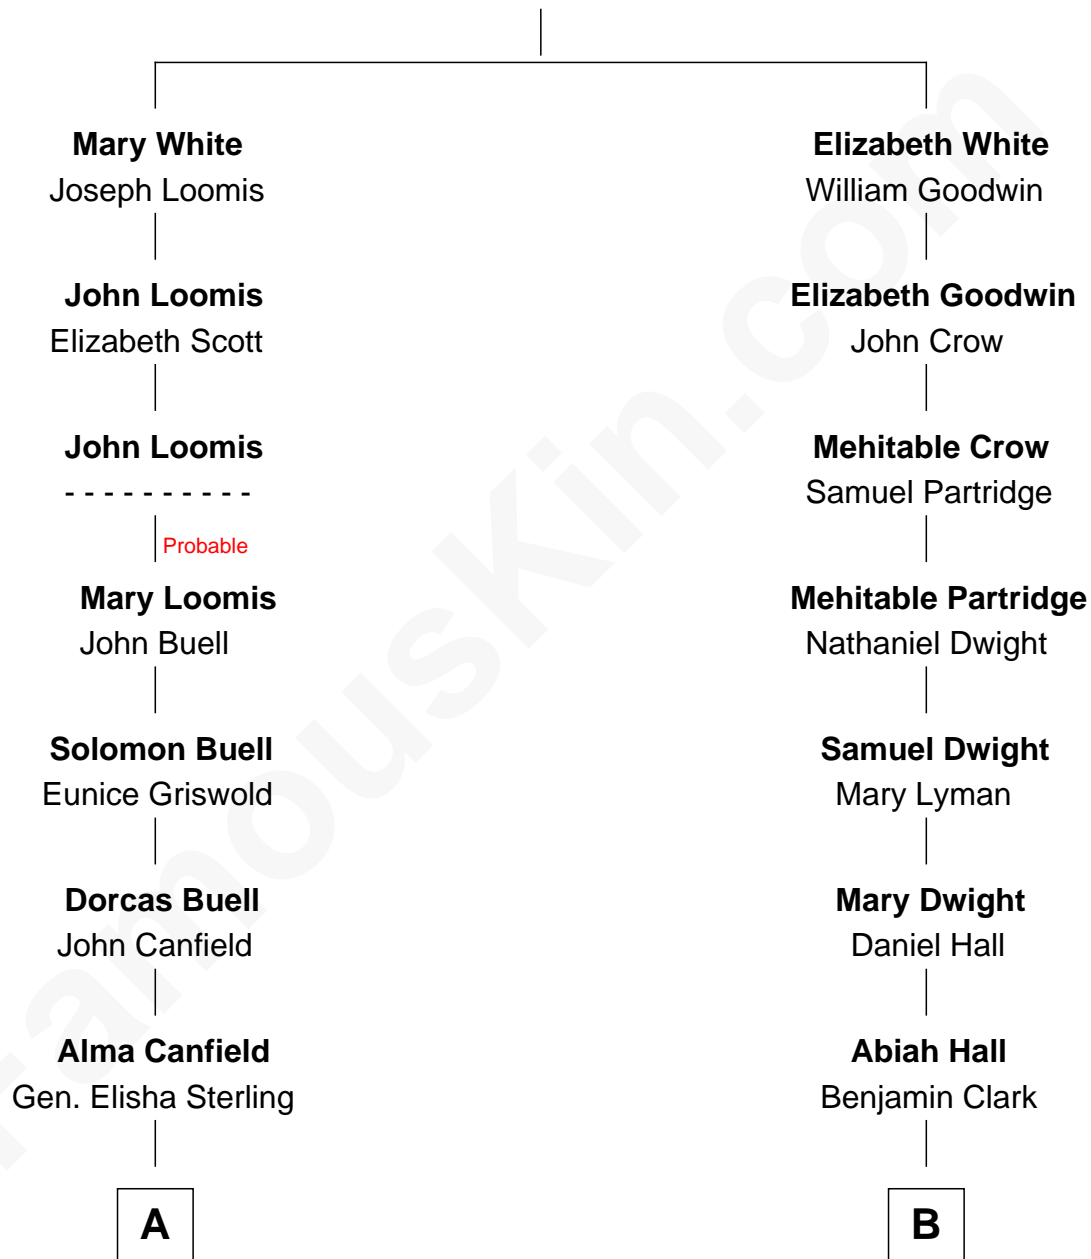 Mary White
Joseph Loomis
Elizabeth White
William Goodwin
John Loomis
Elizabeth Scott
Elizabeth Goodwin
John Crow
John Loomis
- - - - - - - - - -
Mehitable Crow
Samuel Partridge
Probable
Mary Loomis
John Buell
Mehitable Partridge
Nathaniel Dwight
Solomon Buell
Eunice Griswold
Samuel Dwight
Mary Lyman
Dorcas Buell
John Canfield
Mary Dwight
Daniel Hall
Alma Canfield
Gen. Elisha Sterling
Abiah Hall
Benjamin Clark
A
B
FamousKin.com